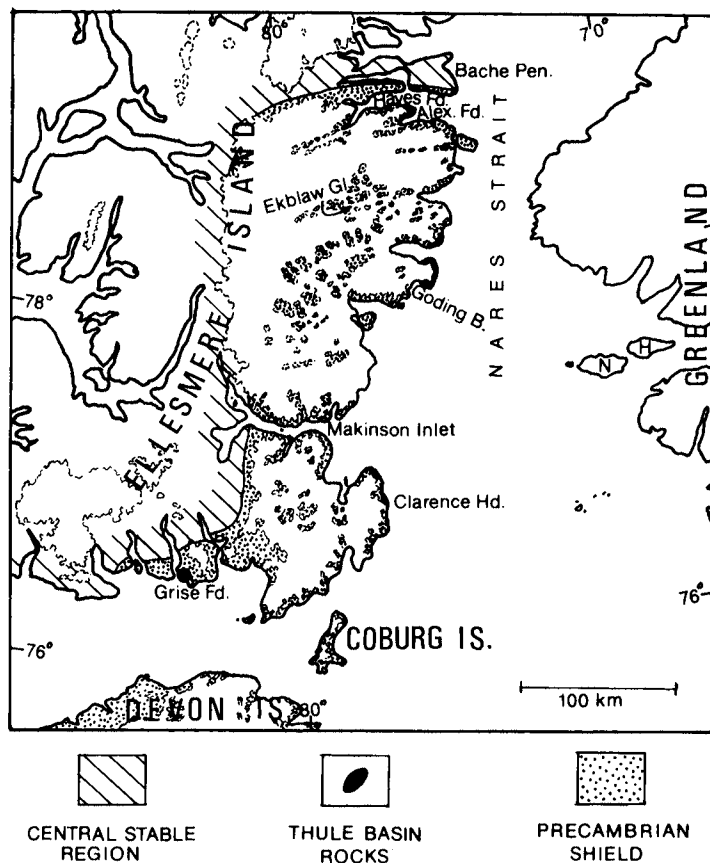 80°
70°
Bache Pen.
Hayes Fd.
Alex. Fd.
ELLESMERE ISLAND
Ekblaw Gl.
NARES STRAIT
GREENLAND
78°
Goding B.
H
N
Makinson Inlet
Clarence Hd.
Grise Fd.
76°
76°
COBURG IS.
100 km
DEVON IS.
80°
CENTRAL STABLE
REGION
THULE BASIN
ROCKS
PRECAMBRIAN
SHIELD